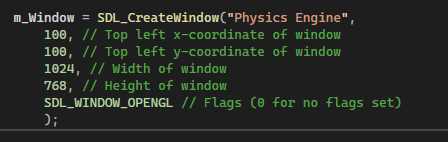 m_Window = SDL_CreateWindow("Physics Engine",
100, // Top left x-coordinate of window
100, // Top left y-coordinate of window
1024, // Width of window
768, // Height of window
SDL_WINDOW_OPENGL // Flags (0 for no flags set)
);